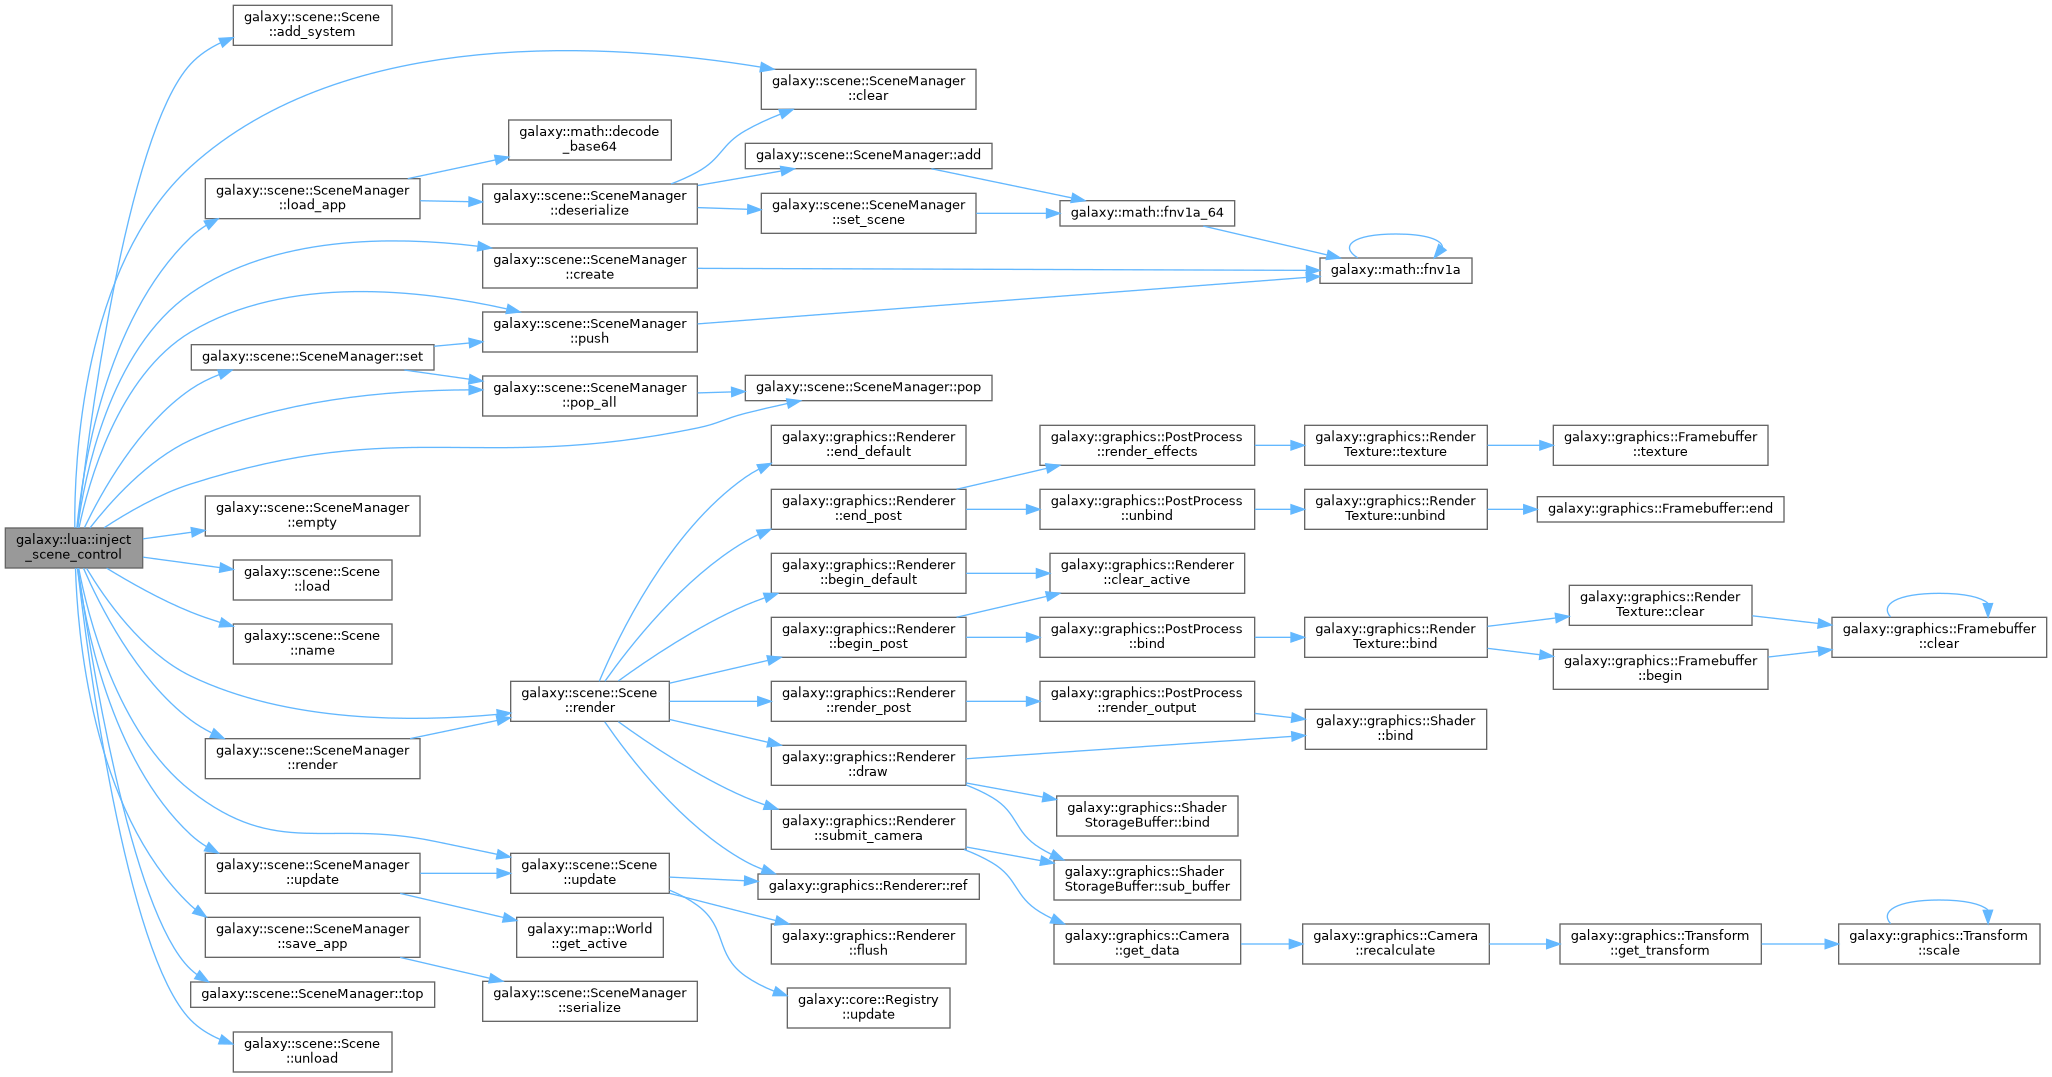 galaxy::lua::inject
_scene_control
galaxy::scene::Scene
::add_system
galaxy::scene::SceneManager
::load_app
galaxy::scene::SceneManager::set
galaxy::scene::SceneManager
::empty
galaxy::scene::Scene
::load
galaxy::scene::Scene
::name
galaxy::scene::SceneManager
::render
galaxy::scene::SceneManager
::update
galaxy::scene::SceneManager
::save_app
galaxy::scene::SceneManager::top
galaxy::scene::Scene
::unload
galaxy::math::decode
_base64
galaxy::scene::SceneManager
::deserialize
galaxy::scene::SceneManager
::create
galaxy::scene::SceneManager
::push
galaxy::scene::SceneManager
::pop_all
galaxy::scene::Scene
::render
galaxy::scene::Scene
::update
galaxy::map::World
::get_active
galaxy::scene::SceneManager
::serialize
galaxy::scene::SceneManager
::clear
galaxy::scene::SceneManager::add
galaxy::scene::SceneManager
::set_scene
galaxy::scene::SceneManager::pop
galaxy::graphics::Renderer
::end_default
galaxy::graphics::Renderer
::end_post
galaxy::graphics::Renderer
::begin_default
galaxy::graphics::Renderer
::begin_post
galaxy::graphics::Renderer
::render_post
galaxy::graphics::Renderer
::draw
galaxy::graphics::Renderer
::submit_camera
galaxy::graphics::Renderer::ref
galaxy::graphics::Renderer
::flush
galaxy::core::Registry
::update
galaxy::math::fnv1a_64
galaxy::graphics::PostProcess
::render_effects
galaxy::graphics::PostProcess
::unbind
galaxy::graphics::Renderer
::clear_active
galaxy::graphics::PostProcess
::bind
galaxy::graphics::PostProcess
::render_output
galaxy::graphics::Shader
StorageBuffer::bind
galaxy::graphics::Shader
StorageBuffer::sub_buffer
galaxy::graphics::Camera
::get_data
galaxy::math::fnv1a
galaxy::graphics::Render
Texture::texture
galaxy::graphics::Render
Texture::unbind
galaxy::graphics::Render
Texture::bind
galaxy::graphics::Shader
::bind
galaxy::graphics::Camera
::recalculate
galaxy::graphics::Framebuffer
::texture
galaxy::graphics::Framebuffer::end
galaxy::graphics::Render
Texture::clear
galaxy::graphics::Framebuffer
::begin
galaxy::graphics::Transform
::get_transform
galaxy::graphics::Framebuffer
::clear
galaxy::graphics::Transform
::scale